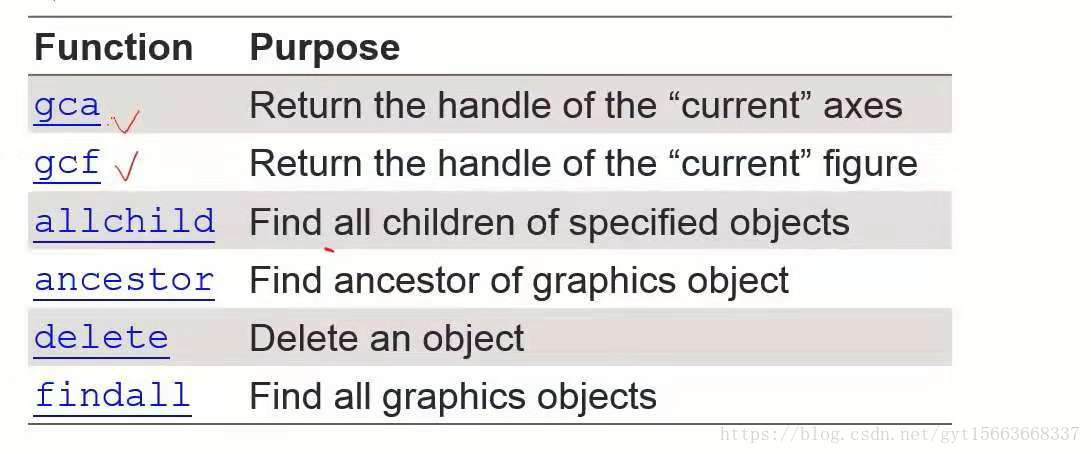 Function Purpose
gca Return the handle of the “current” axes
gcf Return the handle of the “current” figure
allchild Find all children of specified objects
ancestor Find ancestor of graphics object
delete Delete an object
findall Find all graphics objects
https://blog.csdn.net/gyt15663668337